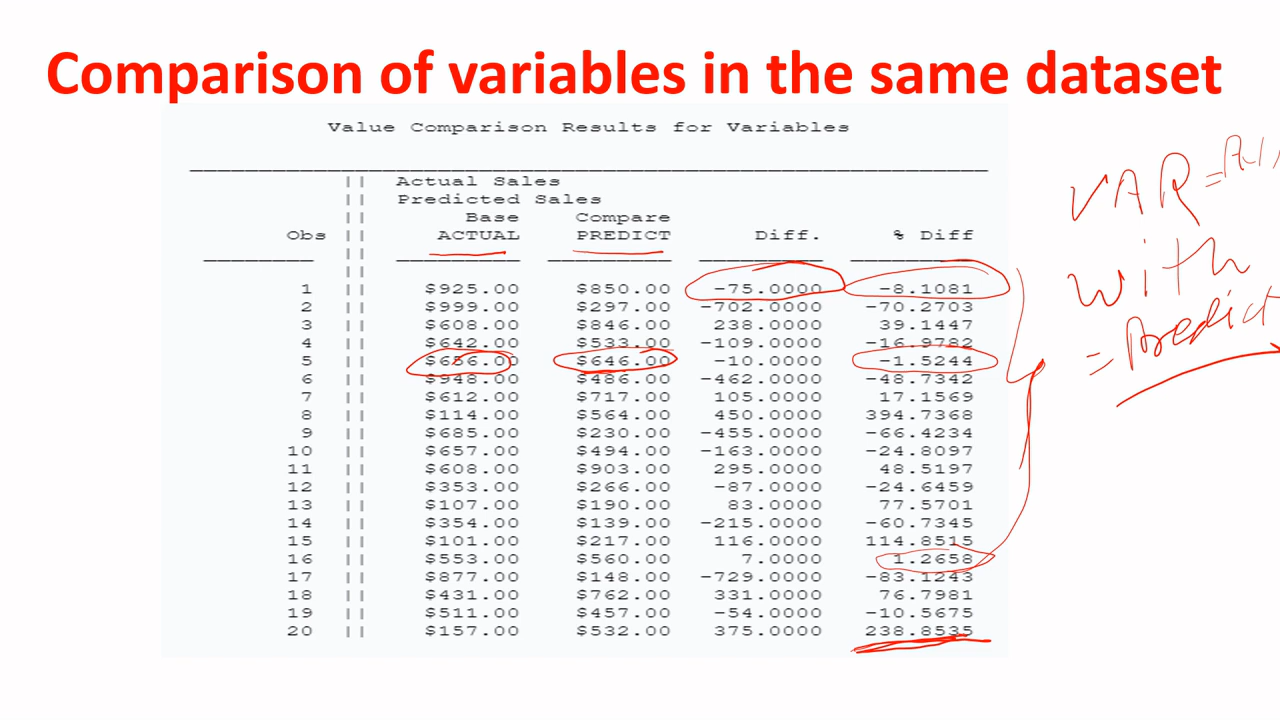 Comparison of variables in the same dataset
Value Comparison Results for Variables
|| Actual Sales
|| Predicted Sales
|| Base Compare
Obs || ACTUAL PREDICT Diff. % Diff
1 || $925.00 $850.00 -75.0000 -8.1081
2 || $999.00 $297.00 -702.0000 -70.2703
3 || $608.00 $846.00 238.0000 39.1447
4 || $642.00 $533.00 -109.0000 -16.9782
5 || $656.00 $646.00 -10.0000 -1.5244
6 || $948.00 $486.00 -462.0000 -48.7342
7 || $612.00 $717.00 105.0000 17.1569
8 || $114.00 $564.00 450.0000 394.7368
9 || $685.00 $230.00 -455.0000 -66.4234
10 || $657.00 $494.00 -163.0000 -24.8097
11 || $608.00 $903.00 295.0000 48.5197
12 || $353.00 $266.00 -87.0000 -24.6459
13 || $107.00 $190.00 83.0000 77.5701
14 || $354.00 $139.00 -215.0000 -60.7345
15 || $101.00 $217.00 116.0000 114.8515
16 || $553.00 $560.00 7.0000 1.2658
17 || $877.00 $148.00 -729.0000 -83.1243
18 || $431.00 $762.00 331.0000 76.7981
19 || $511.00 $457.00 -54.0000 -10.5675
20 || $157.00 $532.00 375.0000 238.8535
VAR =
with
= Predict